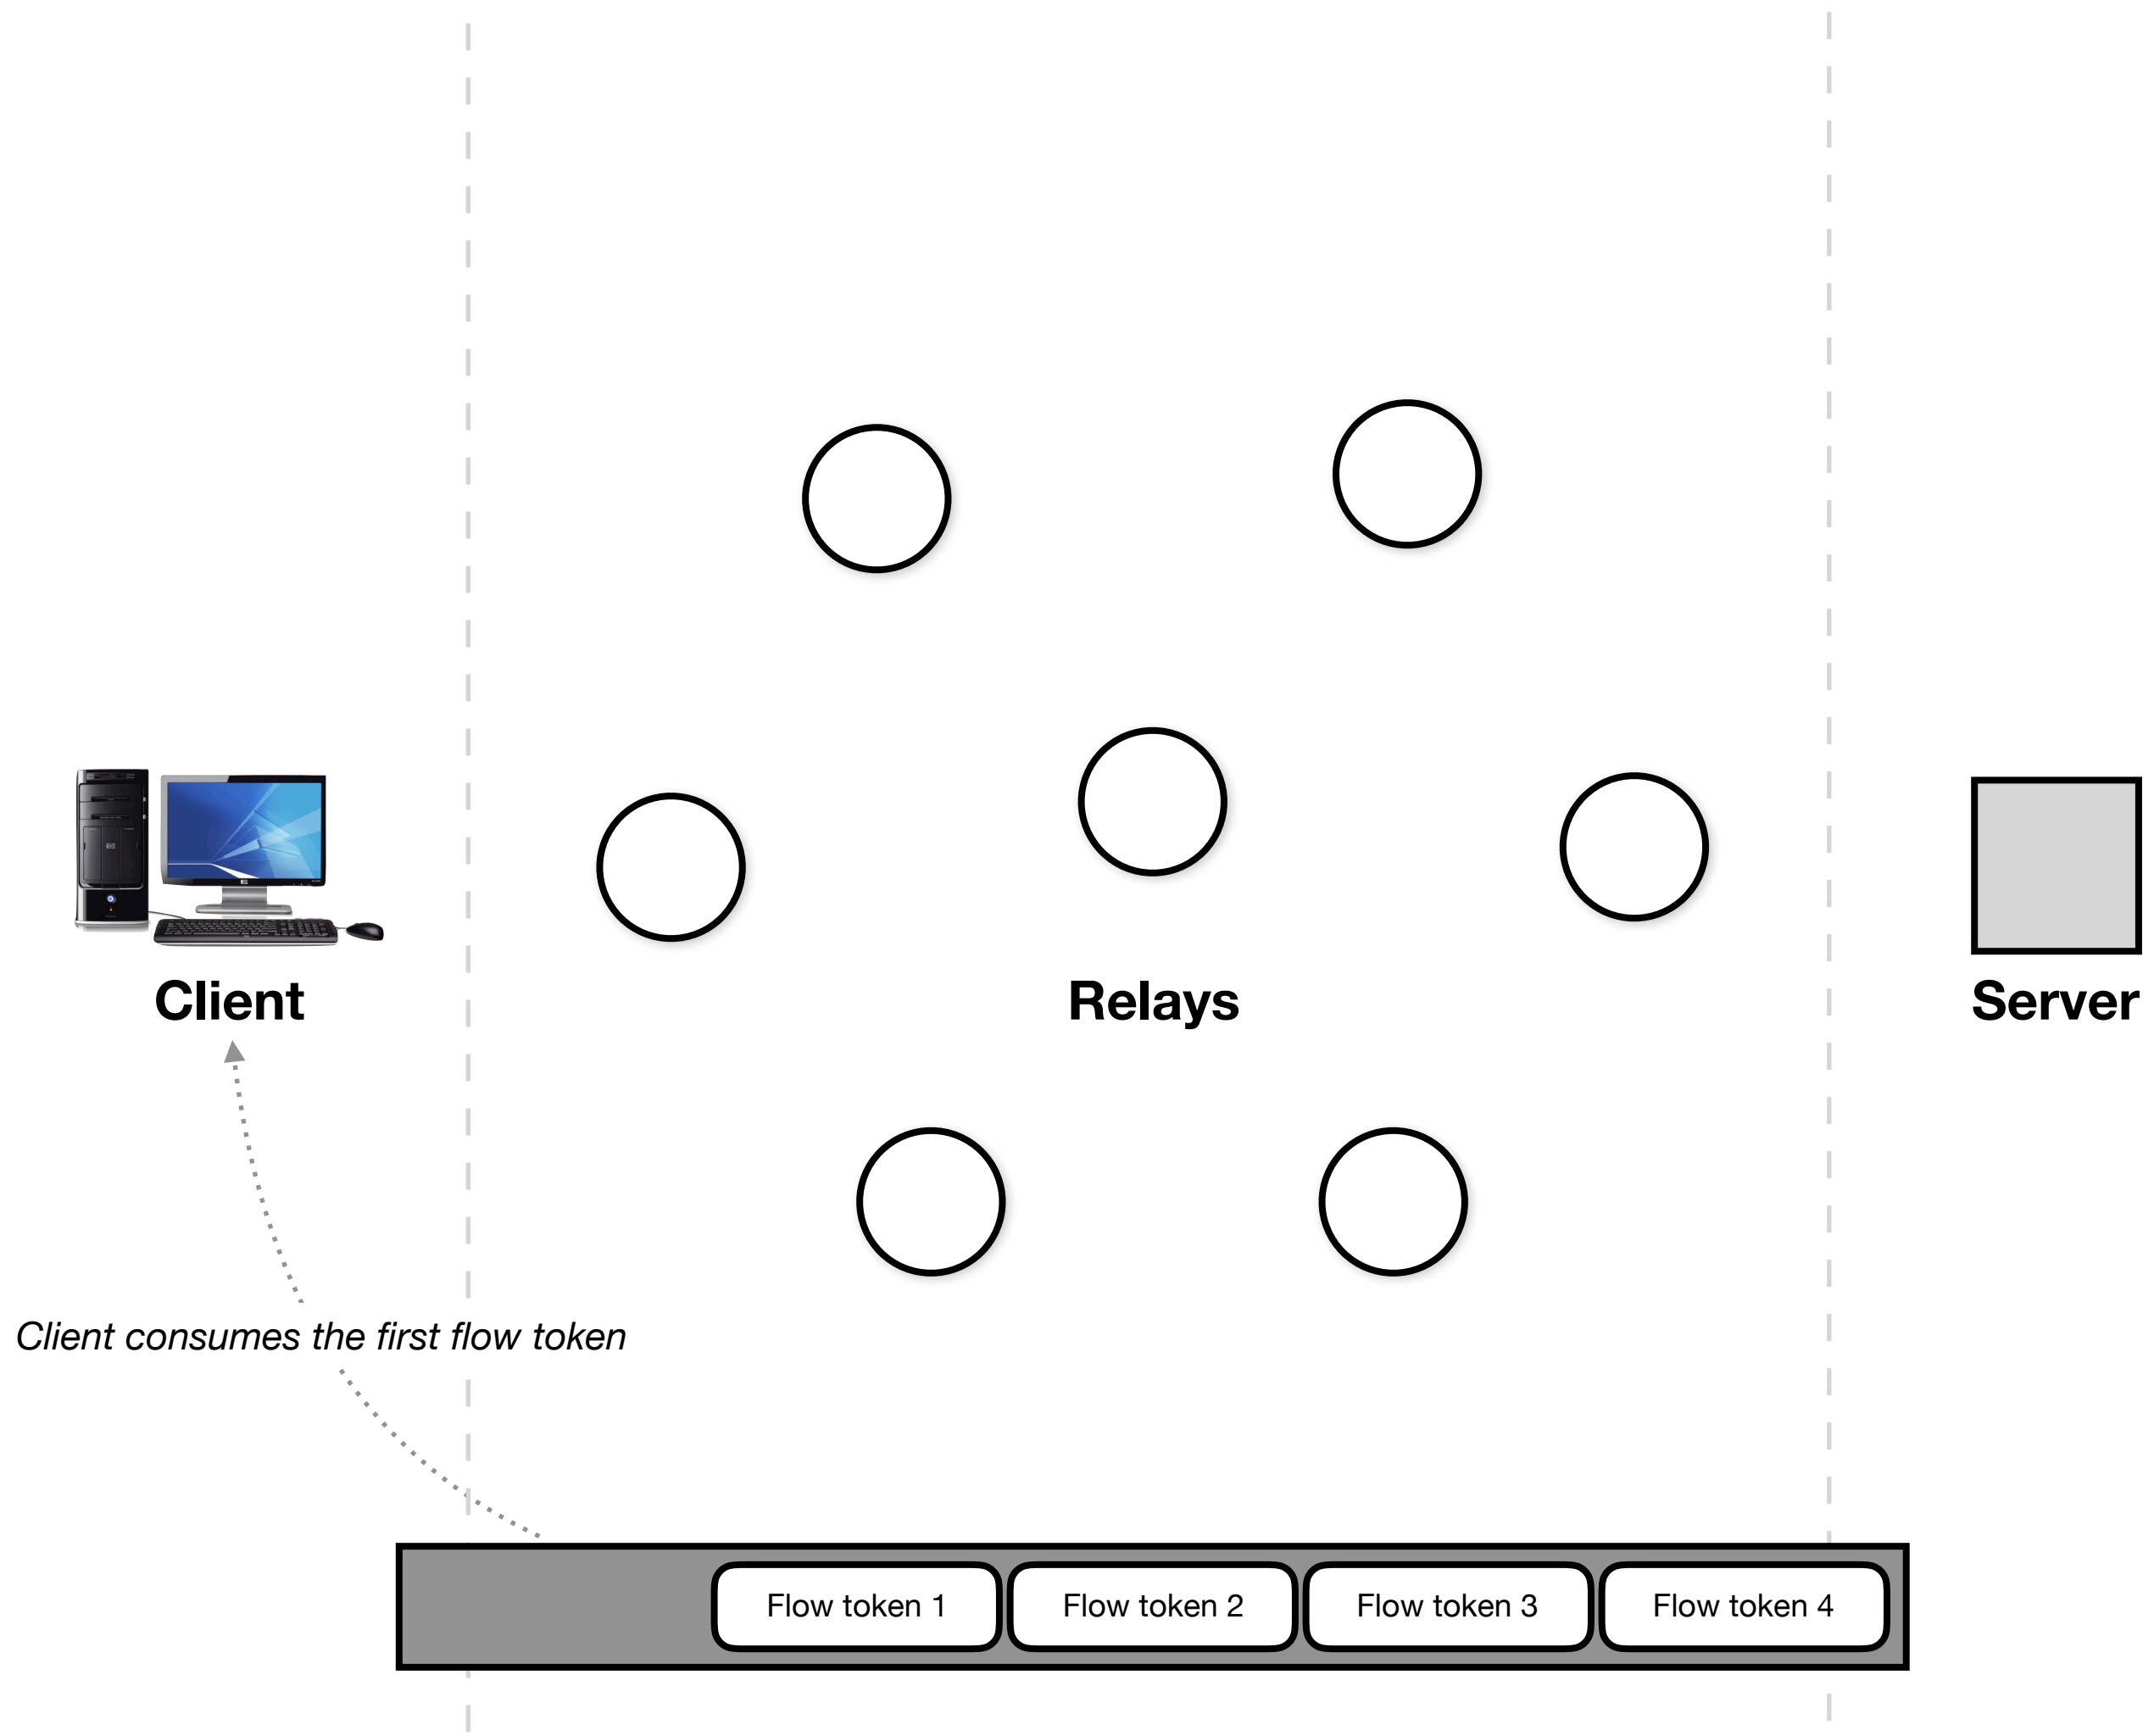 Client
Relays
Server
Client consumes the first flow token
Flow token 1
Flow token 2
Flow token 3
Flow token 4